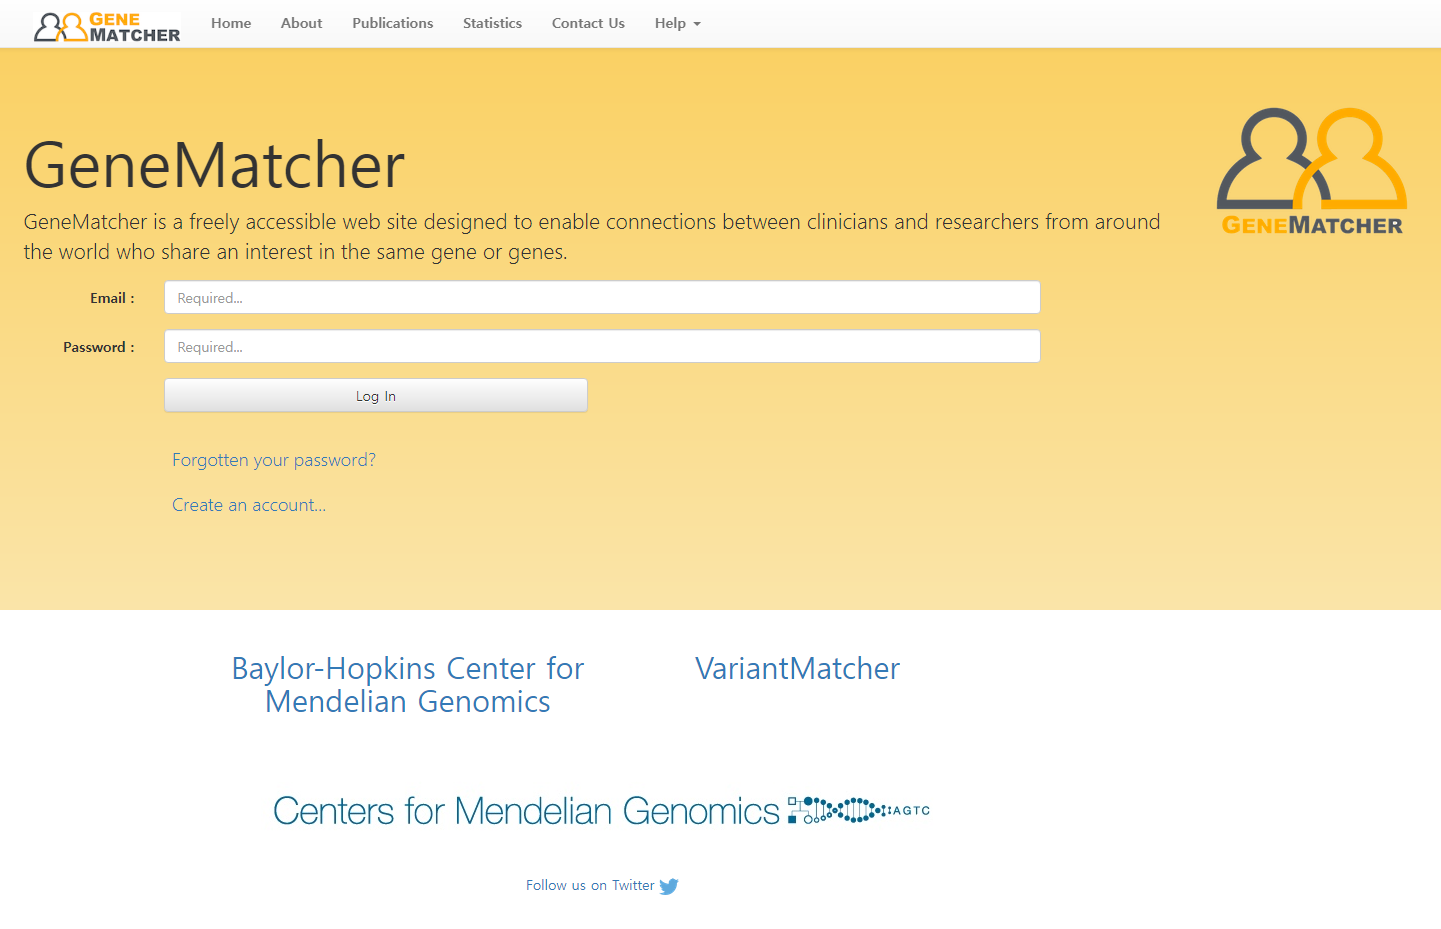 GENE
MATCHER
Home About Publications Statistics Contact Us Help
GeneMatcher
GENEMATCHER
GeneMatcher is a freely accessible web site designed to enable connections between clinicians and researchers from around
the world who share an interest in the same gene or genes.
Email :
Required...
Password :
Required...
Log In
Forgotten your password?
Create an account...
Baylor-Hopkins Center for
Mendelian Genomics
VariantMatcher
Centers for Mendelian Genomics AGTC
Follow us on Twitter